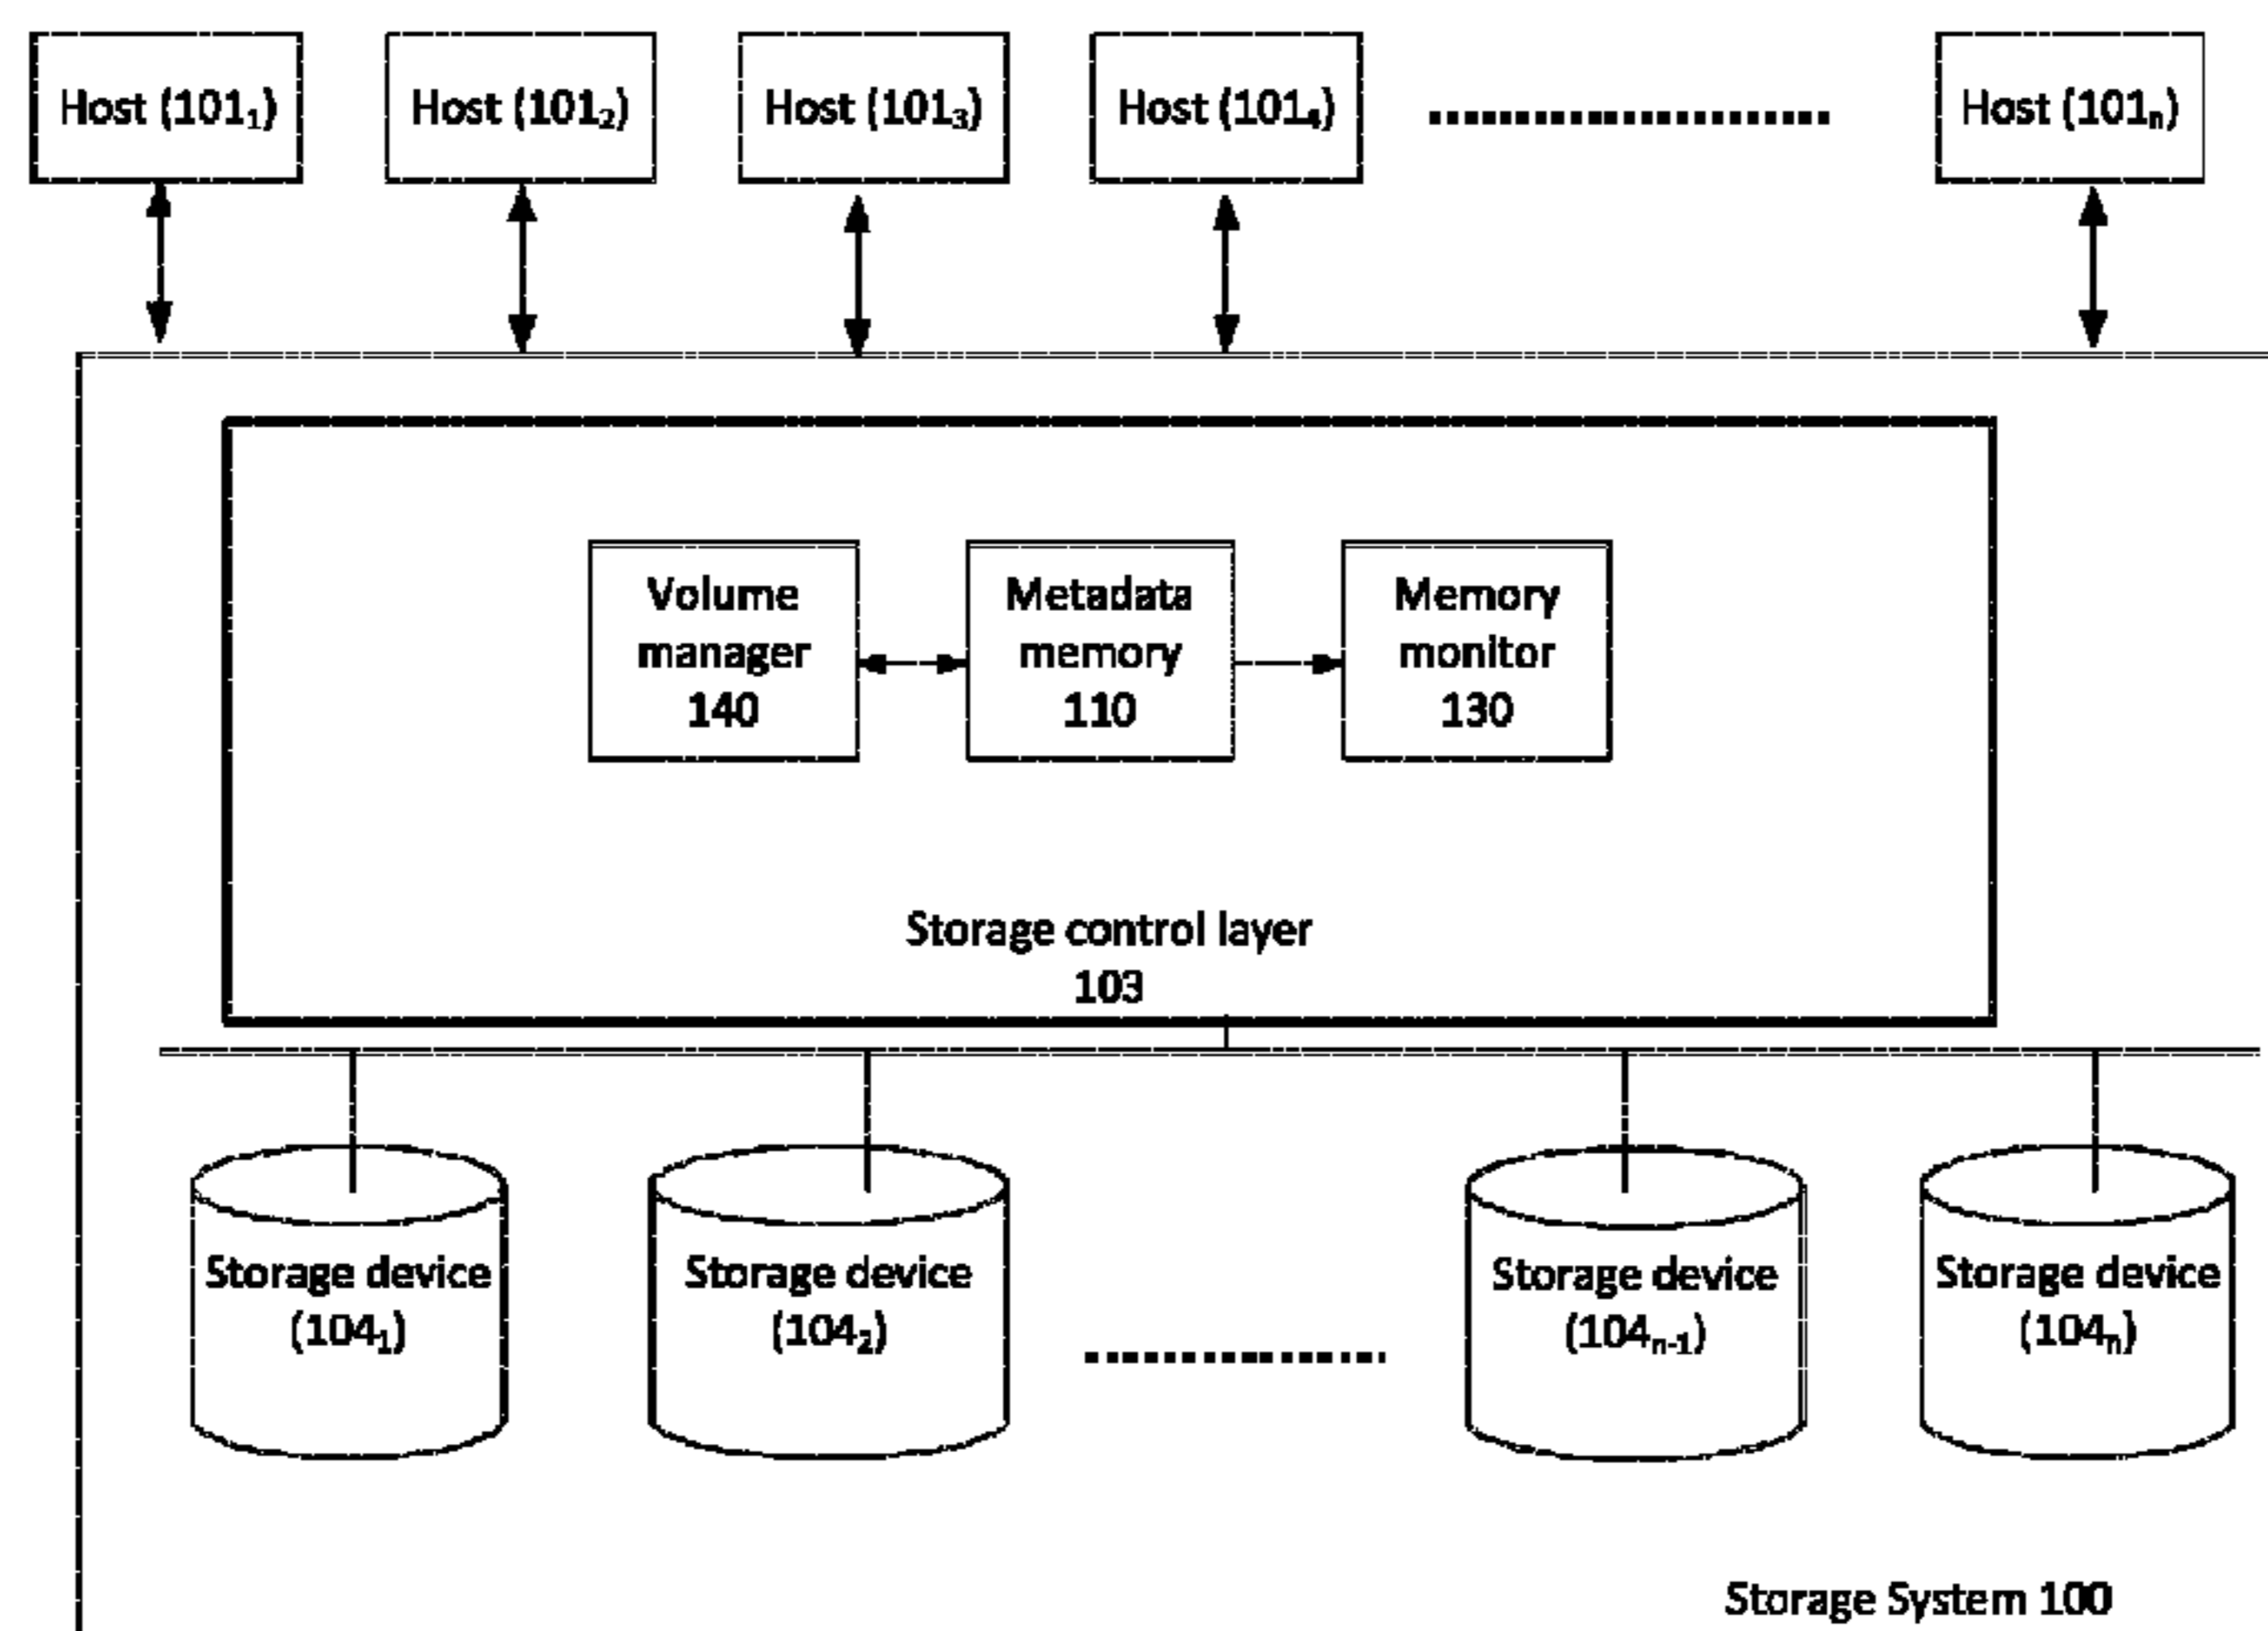 Host (101₁) Host (101₂) Host (101₃) Host (101₄) Host (101ₙ)
Volume Metadata Memory
manager memory monitor
140 110 130
Storage control layer
103
Storage device Storage device Storage device Storage device
(104₁) (104₂) (104ₙ₋₁) (104ₙ)
Storage System 100